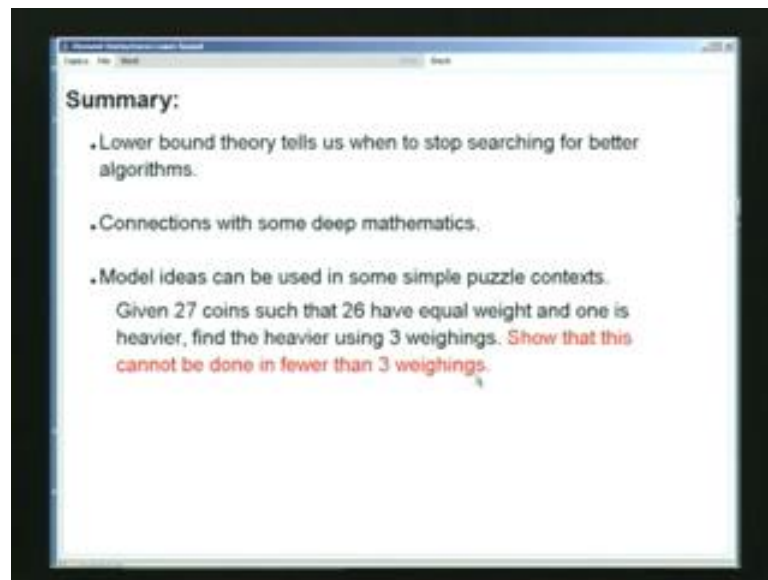 Summary:
.Lower bound theory tells us when to stop searching for better
algorithms.
.Connections with some deep mathematics.
.Model ideas can be used in some simple puzzle contexts.
Given 27 coins such that 26 have equal weight and one is
heavier, find the heavier using 3 weighings. Show that this
cannot be done in fewer than 3 weighings.